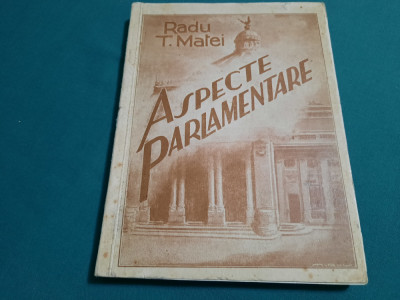 Radu
T. Matei
ASPECTE
PARLAMENTARE